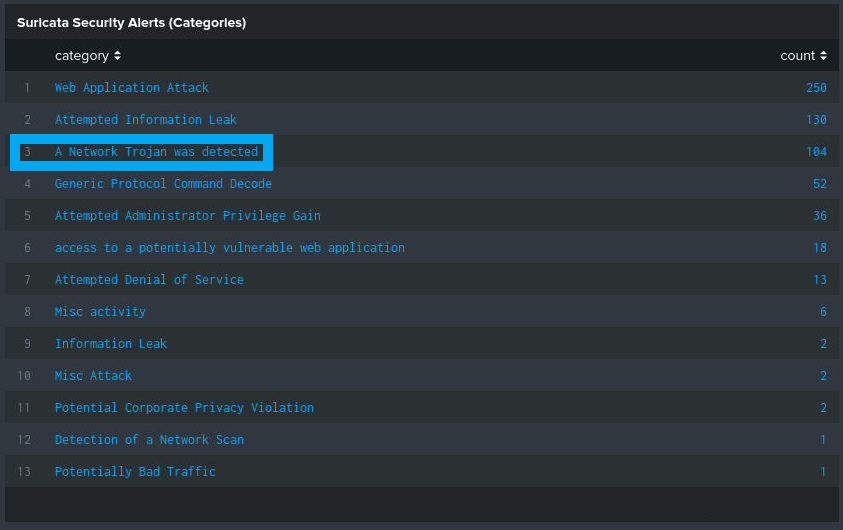 Suricata Security Alerts (Categories)
category count
1 Web Application Attack 250
2 Attempted Information Leak 130
3 A Network Trojan was detected 104
4 Generic Protocol Command Decode 52
5 Attempted Administrator Privilege Gain 36
6 access to a potentially vulnerable web application 18
7 Attempted Denial of Service 13
8 Misc activity 6
9 Information Leak 2
10 Misc Attack 2
11 Potential Corporate Privacy Violation 2
12 Detection of a Network Scan 1
13 Potentially Bad Traffic 1